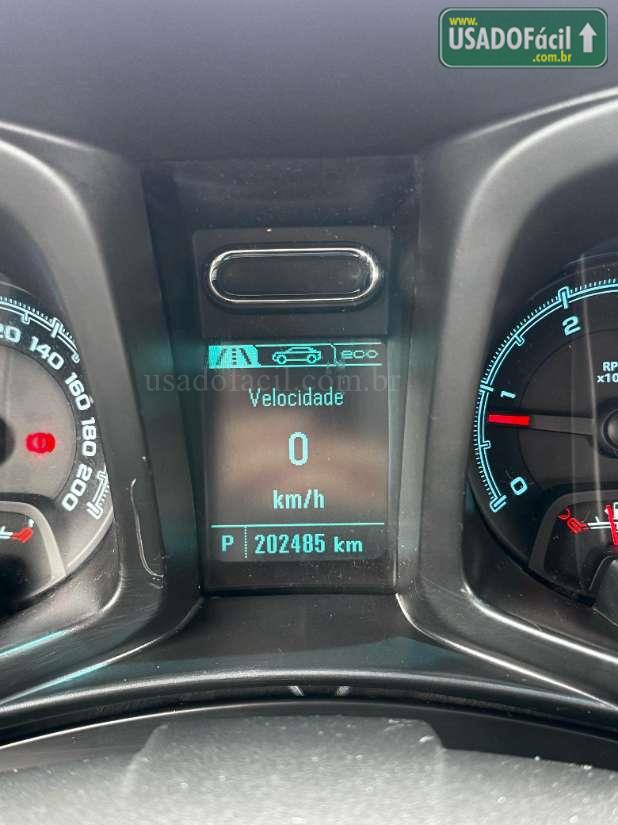 www.
USADOFácil
.com.br
eco
usadofacil.com.br
Velocidade
0
km/h
P 202485 km
20 140 160 180 200
0 1 2
RP
x10